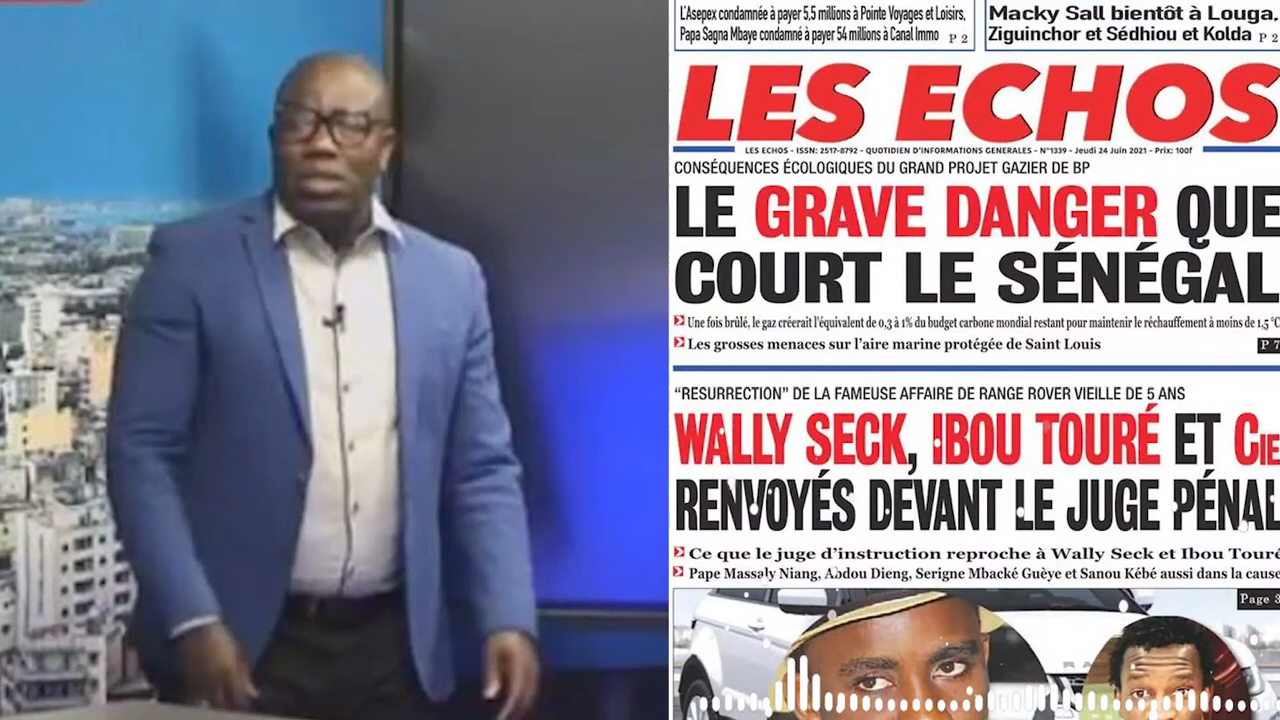 L'Asepex condamnée à payer 5,5 millions à Pointe Voyages et Loisirs,
Papa Sagna Mbaye condamné à payer 54 millions à Canal Immo P 2
Macky Sall bientôt à Louga,
Ziguinchor et Sédhiou et Kolda P 2
LES ECHOS
LES ECHOS - ISSN: 2517-8792 - QUOTIDIEN D'INFORMATIONS GENERALES - N°1339 - Jeudi 24 Juin 2021 - Prix: 100f
CONSÉQUENCES ÉCOLOGIQUES DU GRAND PROJET GAZIER DE BP
LE GRAVE DANGER QUE
COURT LE SÉNÉGAL
Une fois brûlé, le gaz créerait l'équivalent de 0,3 à 1% du budget carbone mondial restant pour maintenir le réchauffement à moins de 1,5 °C
Les grosses menaces sur l'aire marine protégée de Saint Louis P 7
“RESURRECTION” DE LA FAMEUSE AFFAIRE DE RANGE ROVER VIEILLE DE 5 ANS
WALLY SECK, IBOU TOURÉ ET Cie
RENVOYÉS DEVANT LE JUGE PÉNAL
Ce que le juge d'instruction reproche à Wally Seck et Ibou Touré
Pape Massaly Niang, Abdou Dieng, Serigne Mbacké Guèye et Sanou Kébé aussi dans la cause
Page 3